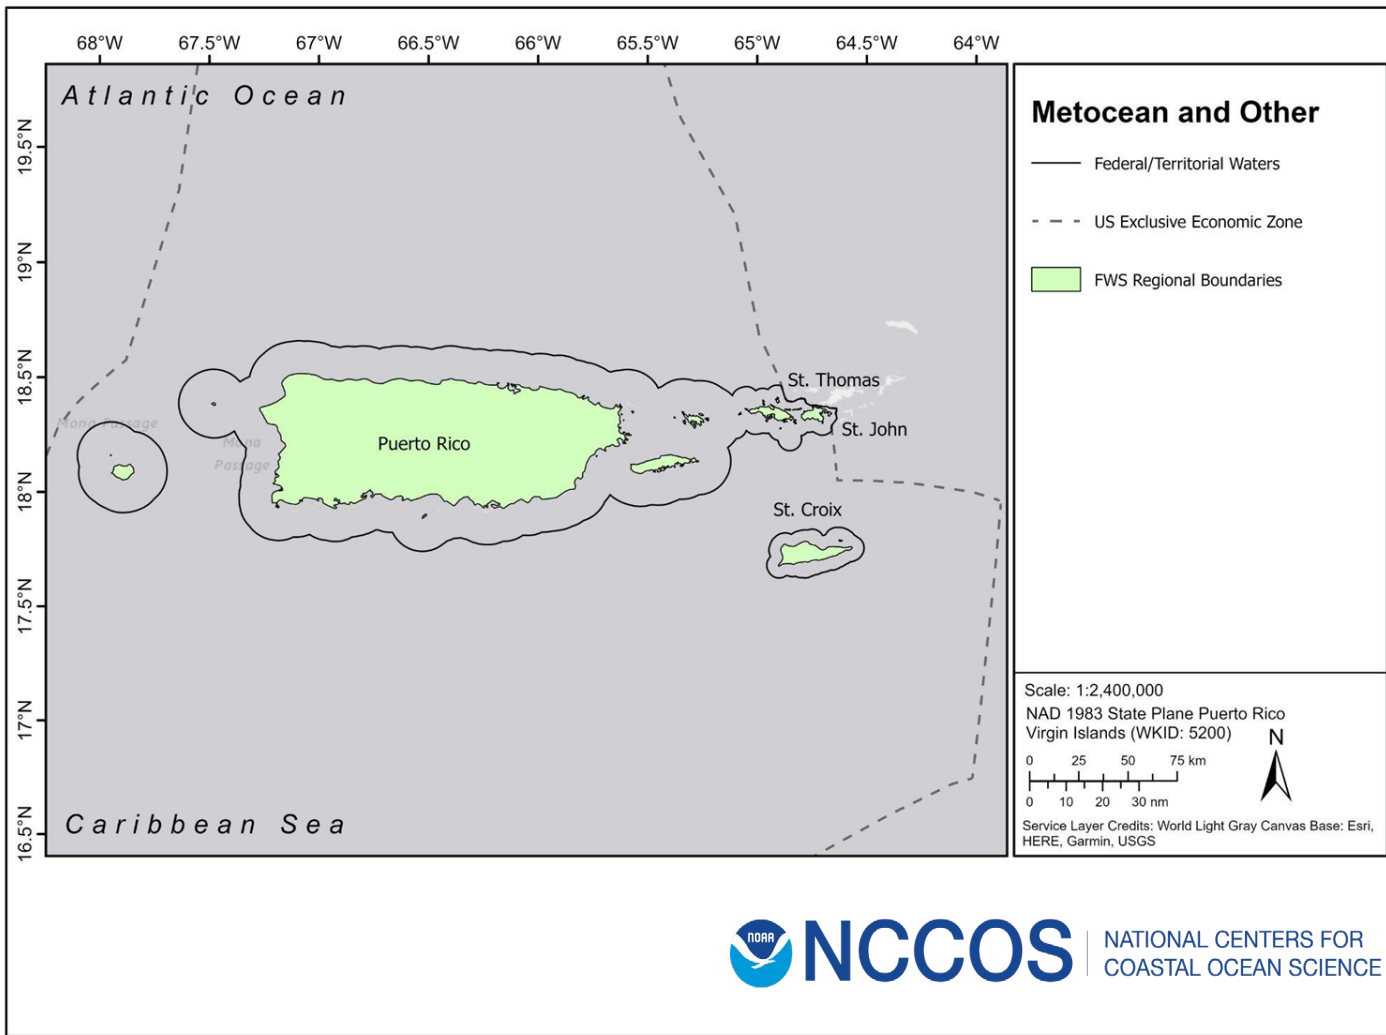 68°W 67.5°W 67°W 66.5°W 66°W 65.5°W 65°W 64.5°W 64°W
19.5°N
19°N
18.5°N
18°N
17.5°N
17°N
16.5°N
Atlantic Ocean
St. Thomas
St. John
Mona Passage
Mona
Passage
Puerto Rico
St. Croix
Caribbean Sea
Metocean and Other
Federal/Territorial Waters
US Exclusive Economic Zone
FWS Regional Boundaries
Scale: 1:2,400,000
NAD 1983 State Plane Puerto Rico
Virgin Islands (WKID: 5200)
N
0 25 50 75 km
0 10 20 30 nm
Service Layer Credits: World Light Gray Canvas Base: Esri,
HERE, Garmin, USGS
NOAA
NCCOS
NATIONAL CENTERS FOR
COASTAL OCEAN SCIENCE